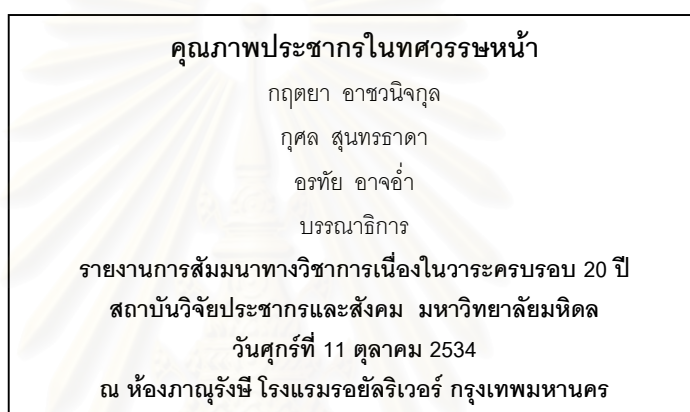 คุณภาพประชากรในทศวรรษหน้า
กฤตยา อาชวนิจกุล
กุศล สุนทรธาดา
อรทัย อาจอ่ำ
บรรณาธิการ
รายงานการสัมมนาทางวิชาการเนื่องในวาระครบรอบ 20 ปี
สถาบันวิจัยประชากรและสังคม มหาวิทยาลัยมหิดล
วันศุกร์ที่ 11 ตุลาคม 2534
ณ ห้องภาณุรังษี โรงแรมรอยัลริเวอร์ กรุงเทพมหานคร